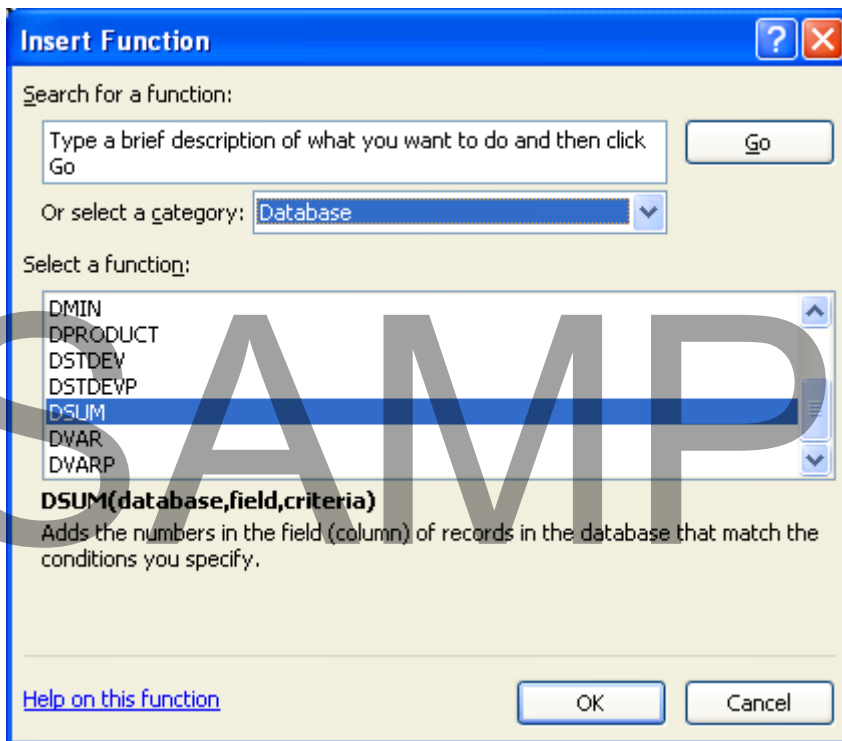 Insert Function
Search for a function:
Type a brief description of what you want to do and then click
Go
Go
Or select a category: Database
Select a function:
DMIN
DPRODUCT
DSTDEV
DSTDEVP
DSUM
DVAR
DVARP
DSUM(database,field,criteria)
Adds the numbers in the field (column) of records in the database that match the
conditions you specify.
SAMP
Help on this function
OK
Cancel